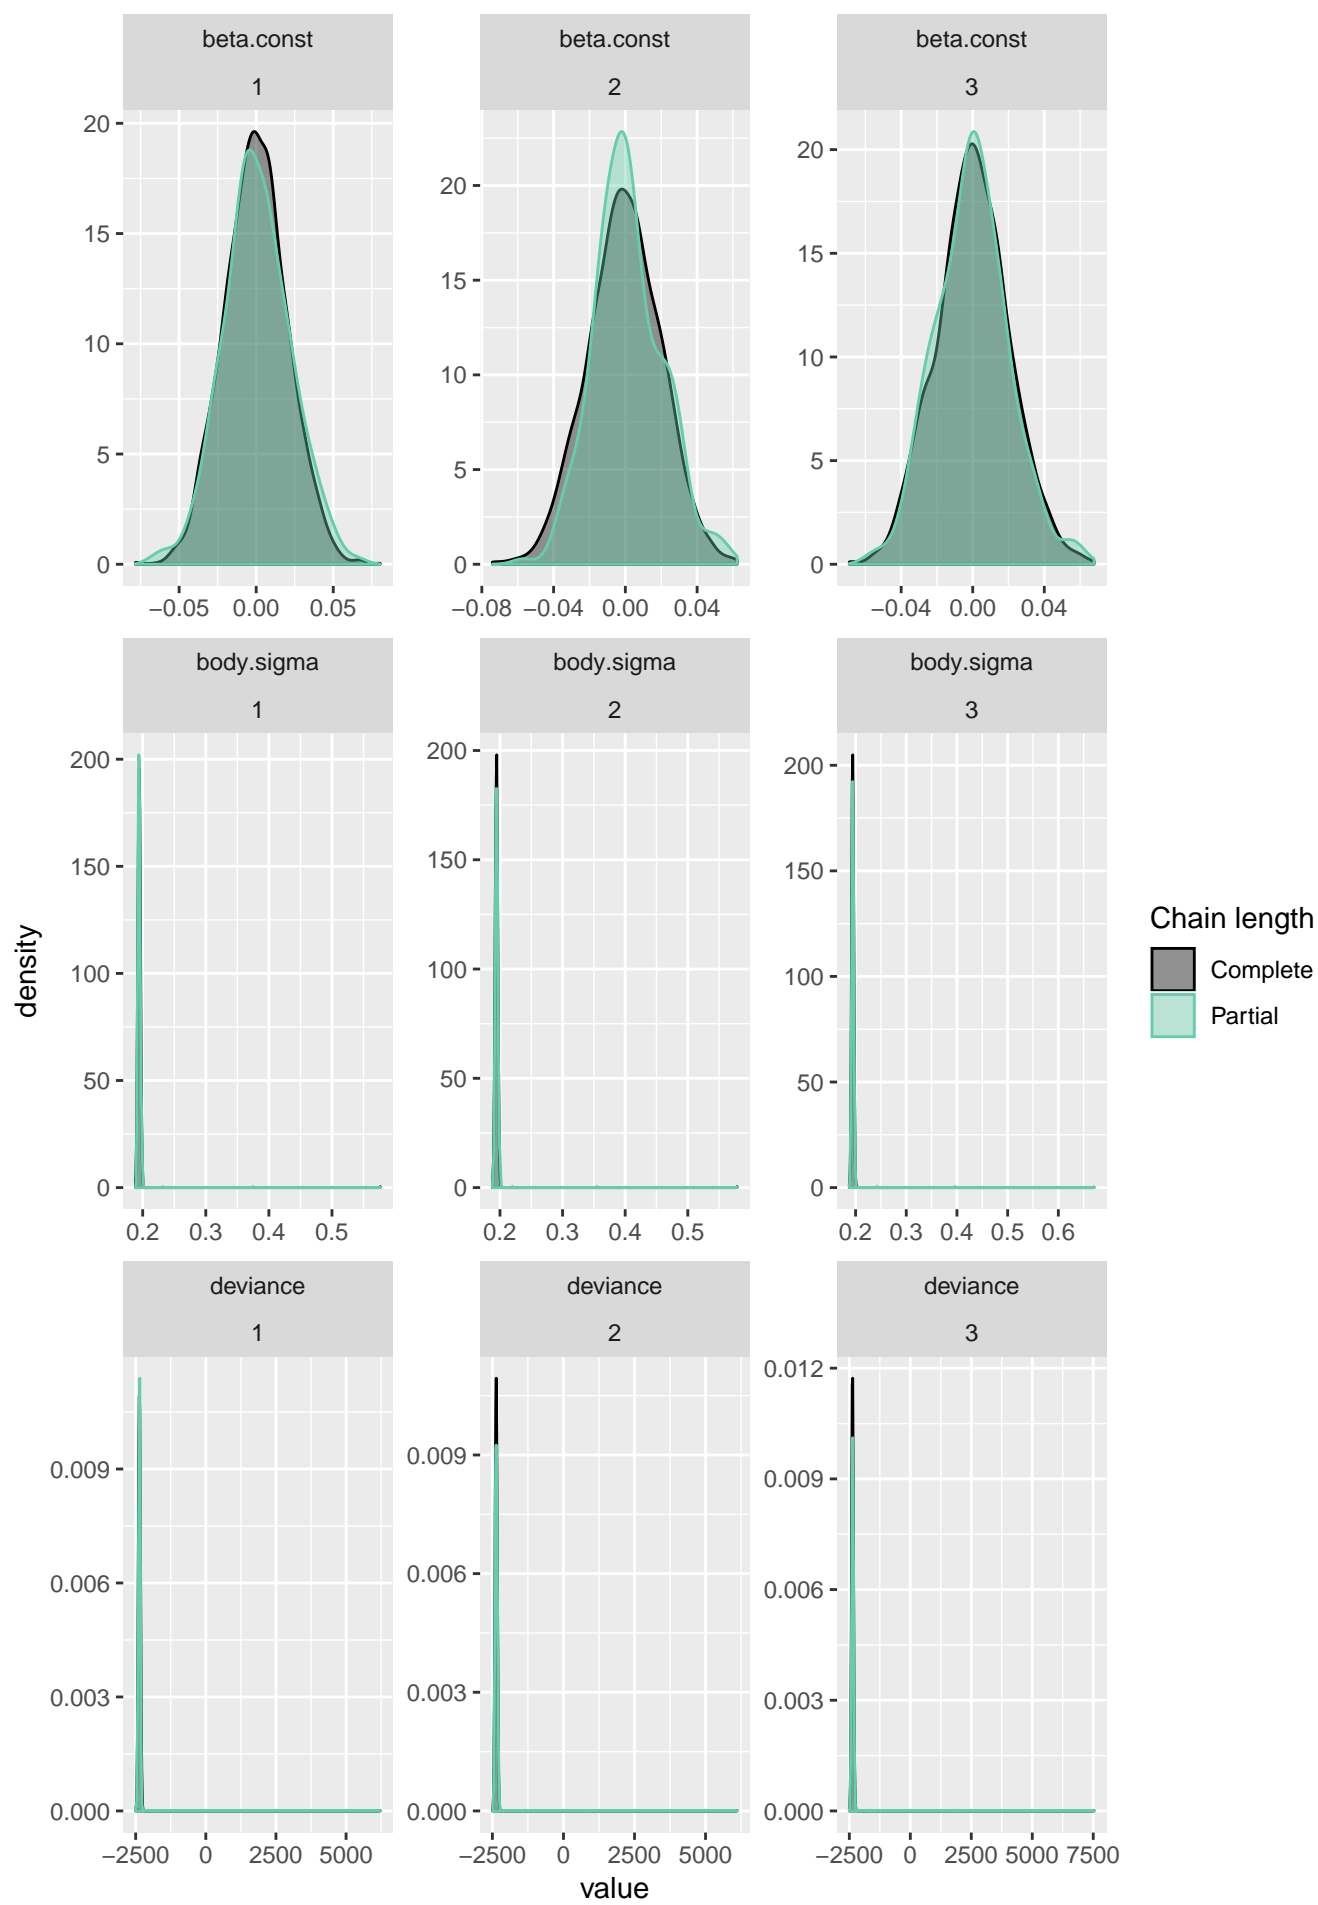 beta.const
1
beta.const
2
beta.const
3
20
15
10
5
0
−0.05 0.00 0.05
20
15
10
5
0
−0.08 −0.04 0.00 0.04
20
15
10
5
0
−0.04 0.00 0.04
body.sigma
1
body.sigma
2
body.sigma
3
200
150
100
50
0
0.2 0.3 0.4 0.5
200
150
100
50
0
0.2 0.3 0.4 0.5
200
150
100
50
0
0.2 0.3 0.4 0.5 0.6
deviance
1
deviance
2
deviance
3
0.009
0.006
0.003
0.000
−2500 0 2500 5000
0.009
0.006
0.003
0.000
−2500 0 2500 5000
0.012
0.009
0.006
0.003
0.000
−2500 0 2500 5000 7500
density
value
Chain length
Complete
Partial